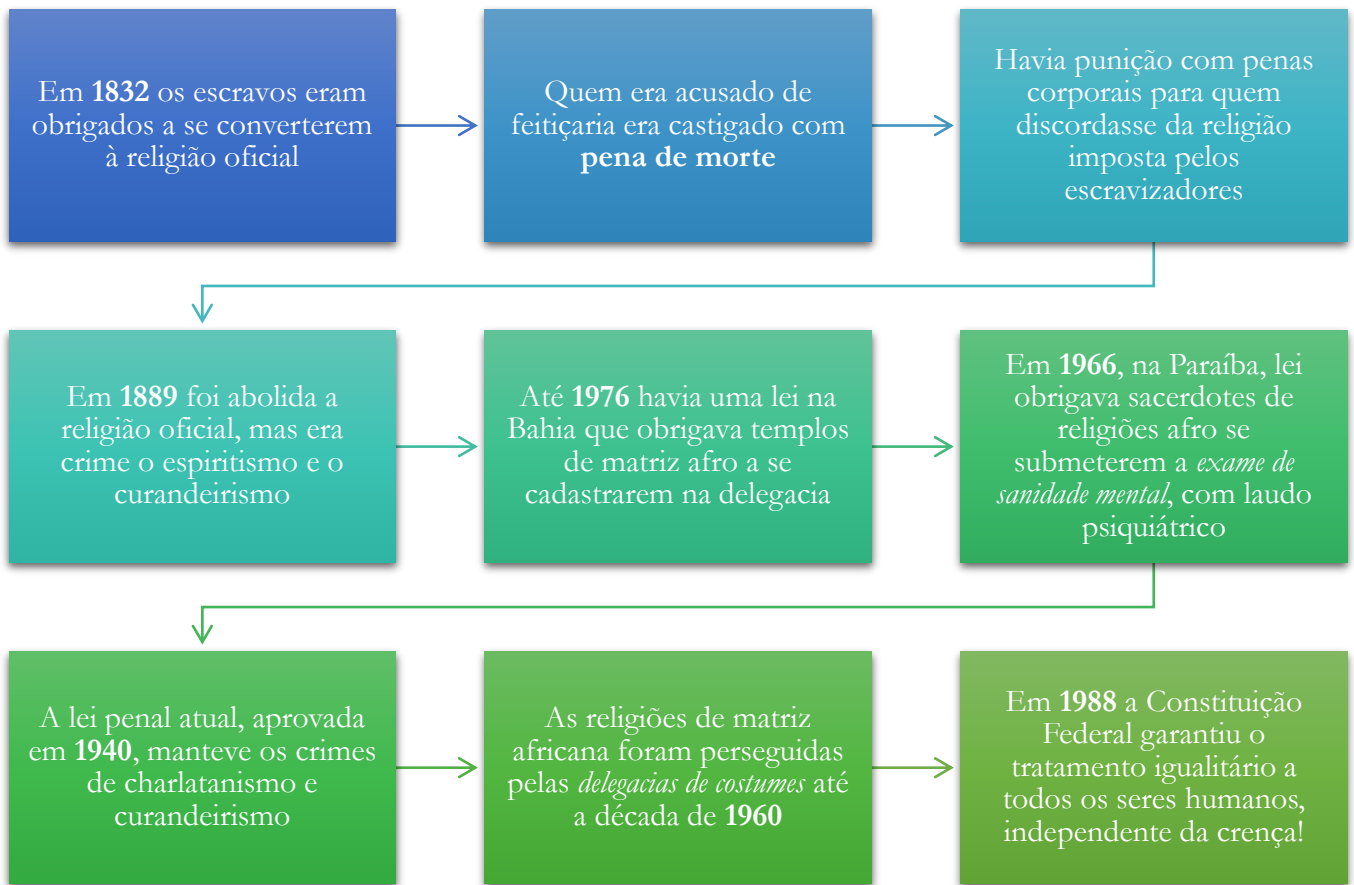 Em 1832 os escravos eram
obrigados a se converterem
à religião oficial
Quem era acusado de
feitiçaria era castigado com
pena de morte
Havia punição com penas
corporais para quem
discordasse da religião
imposta pelos
escravizadores
Em 1889 foi abolida a
religião oficial, mas era
crime o espiritismo e o
curandeirismo
Até 1976 havia uma lei na
Bahia que obrigava templos
de matriz afro a se
cadastrarem na delegacia
Em 1966, na Paraíba, lei
obrigava sacerdotes de
religiões afro se
submeterem a exame de
sanidade mental, com laudo
psiquiátrico
A lei penal atual, aprovada
em 1940, manteve os crimes
de charlatanismo e
curandeirismo
As religiões de matriz
africana foram perseguidas
pelas delegacias de costumes até
a década de 1960
Em 1988 a Constituição
Federal garantiu o
tratamento igualitário a
todos os seres humanos,
independente da crença!